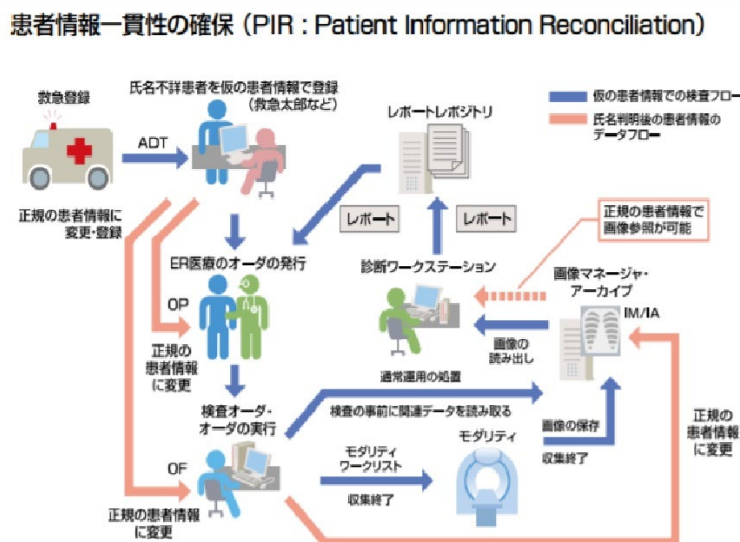 患者情報一貫性の確保（PIR：Patient Information Reconciliation）
救急登録
ADT
氏名不詳患者を仮の患者情報で登録
（救急太郎など）
レポートレポジトリ
仮の患者情報での検査フロー
氏名判明後の患者情報の
データフロー
正規の患者情報に
変更・登録
レポート
レポート
正規の患者情報で
画像参照が可能
ER医療のオーダの発行
診断ワークステーション
画像マネージャ・
アーカイブ
IM/IA
OP
正規の
患者情報
に変更
画像の
読み出し
通常運用の処置
検査の事前に関連データを読み取る
検査オーダ・
オーダの実行
モダリティ
ワークリスト
収集終了
モダリティ
画像の保存
収集終了
正規の
患者情報
に変更
OF
正規の患者情報
に変更